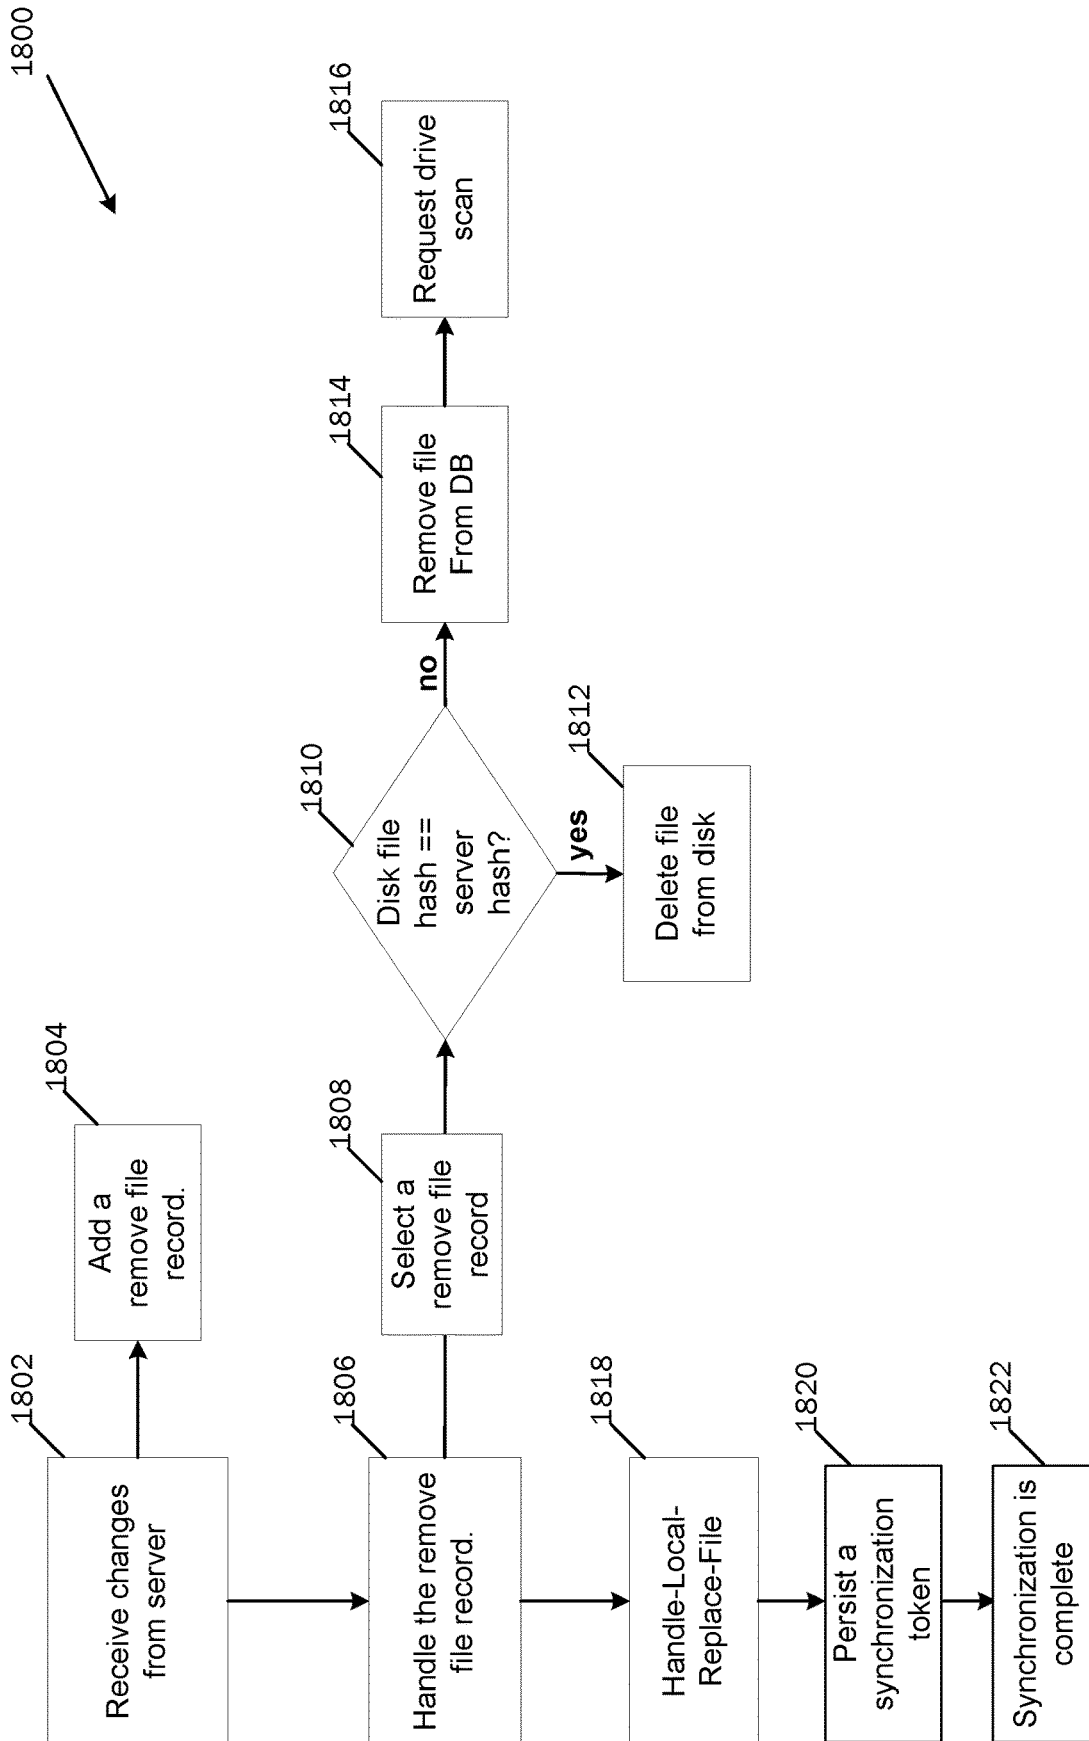 1800
1802
Receive changes
from server
1804
Add a
remove file
record.
1806
Handle the remove
file record.
1808
Select a
remove file
record
1810
Disk file
hash ==
server
hash?
yes
1812
Delete file
from disk
no
1814
Remove file
From DB
1816
Request drive
scan
1818
Handle-Local-
Replace-File
1820
Persist a
synchronization
token
1822
Synchronization is
complete